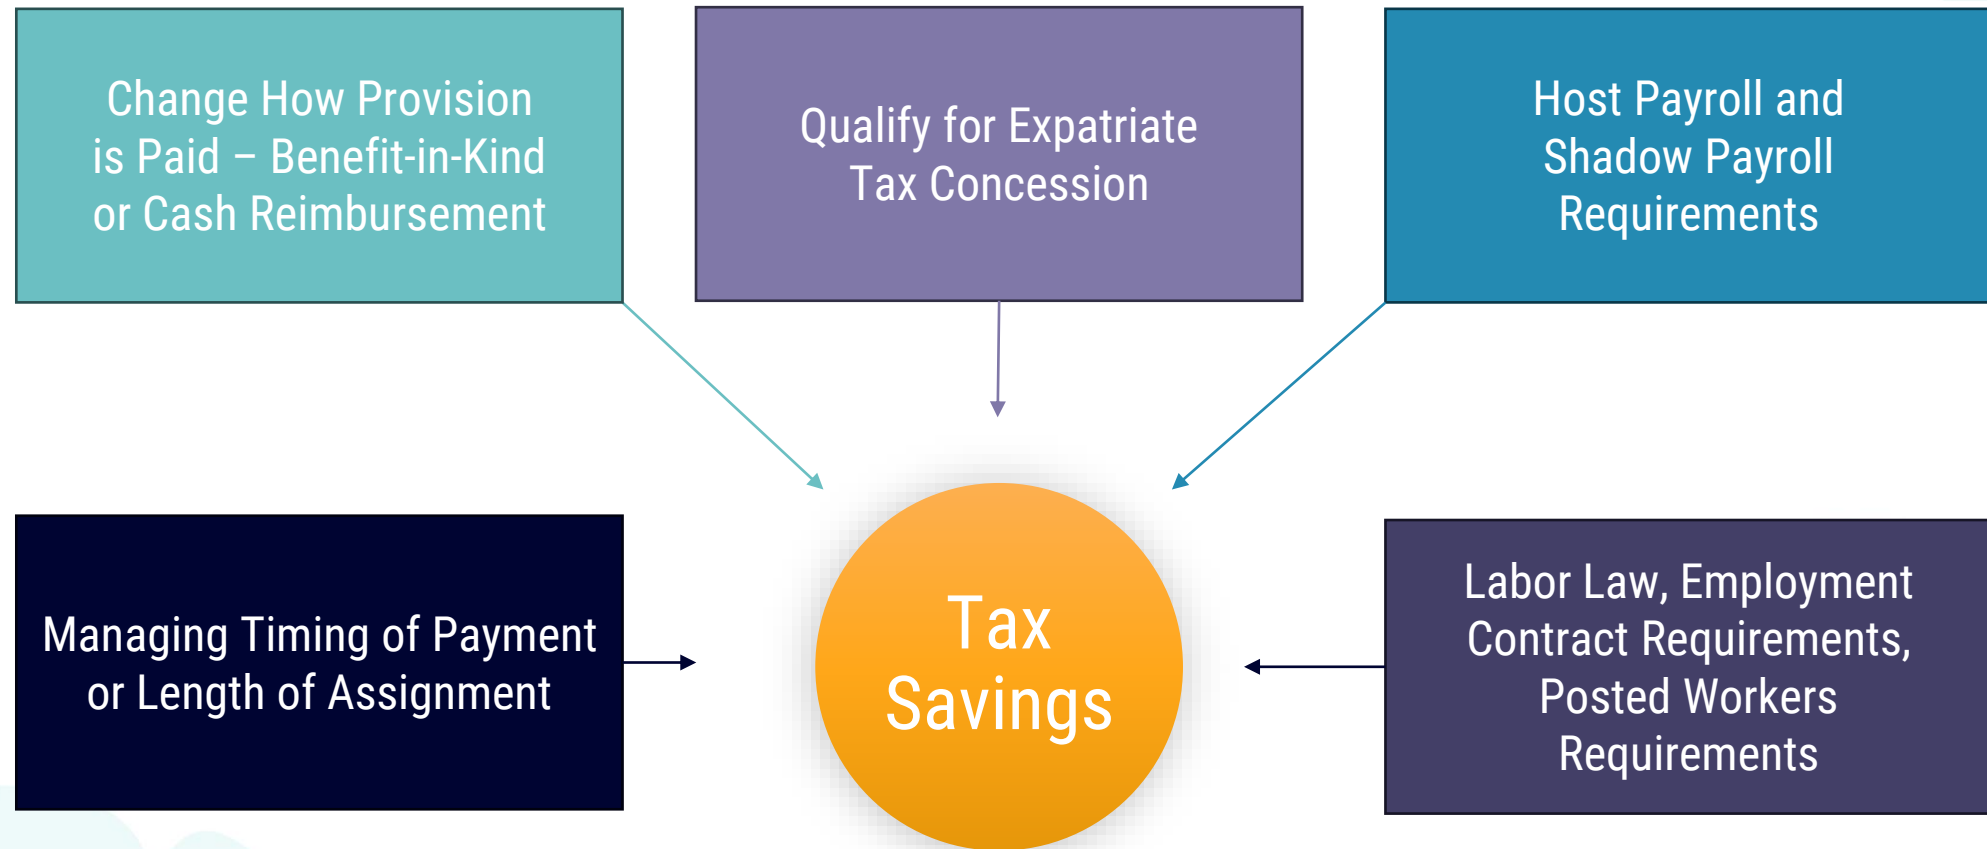 Change How Provision
is Paid – Benefit-in-Kind
or Cash Reimbursement
Qualify for Expatriate
Tax Concession
Host Payroll and
Shadow Payroll
Requirements
Managing Timing of Payment
or Length of Assignment
Tax
Savings
Labor Law, Employment
Contract Requirements,
Posted Workers
Requirements